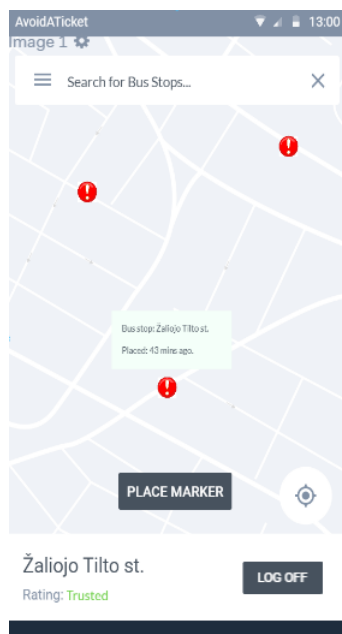 AvoidATicket 13:00
Image 1
Search for Bus Stops...
Bus stop: Žaliojo Tilto st.
Placed: 43 mins ago.
PLACE MARKER
Žaliojo Tilto st.
LOG OFF
Rating: Trusted